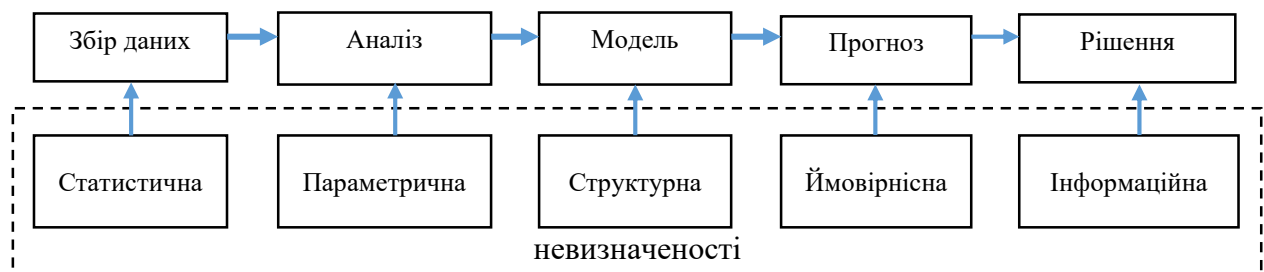 Збір даних
Аналіз
Модель
Прогноз
Рішення
Статистична
Параметрична
Структурна
Ймовірнісна
Інформаційна
невизначеності